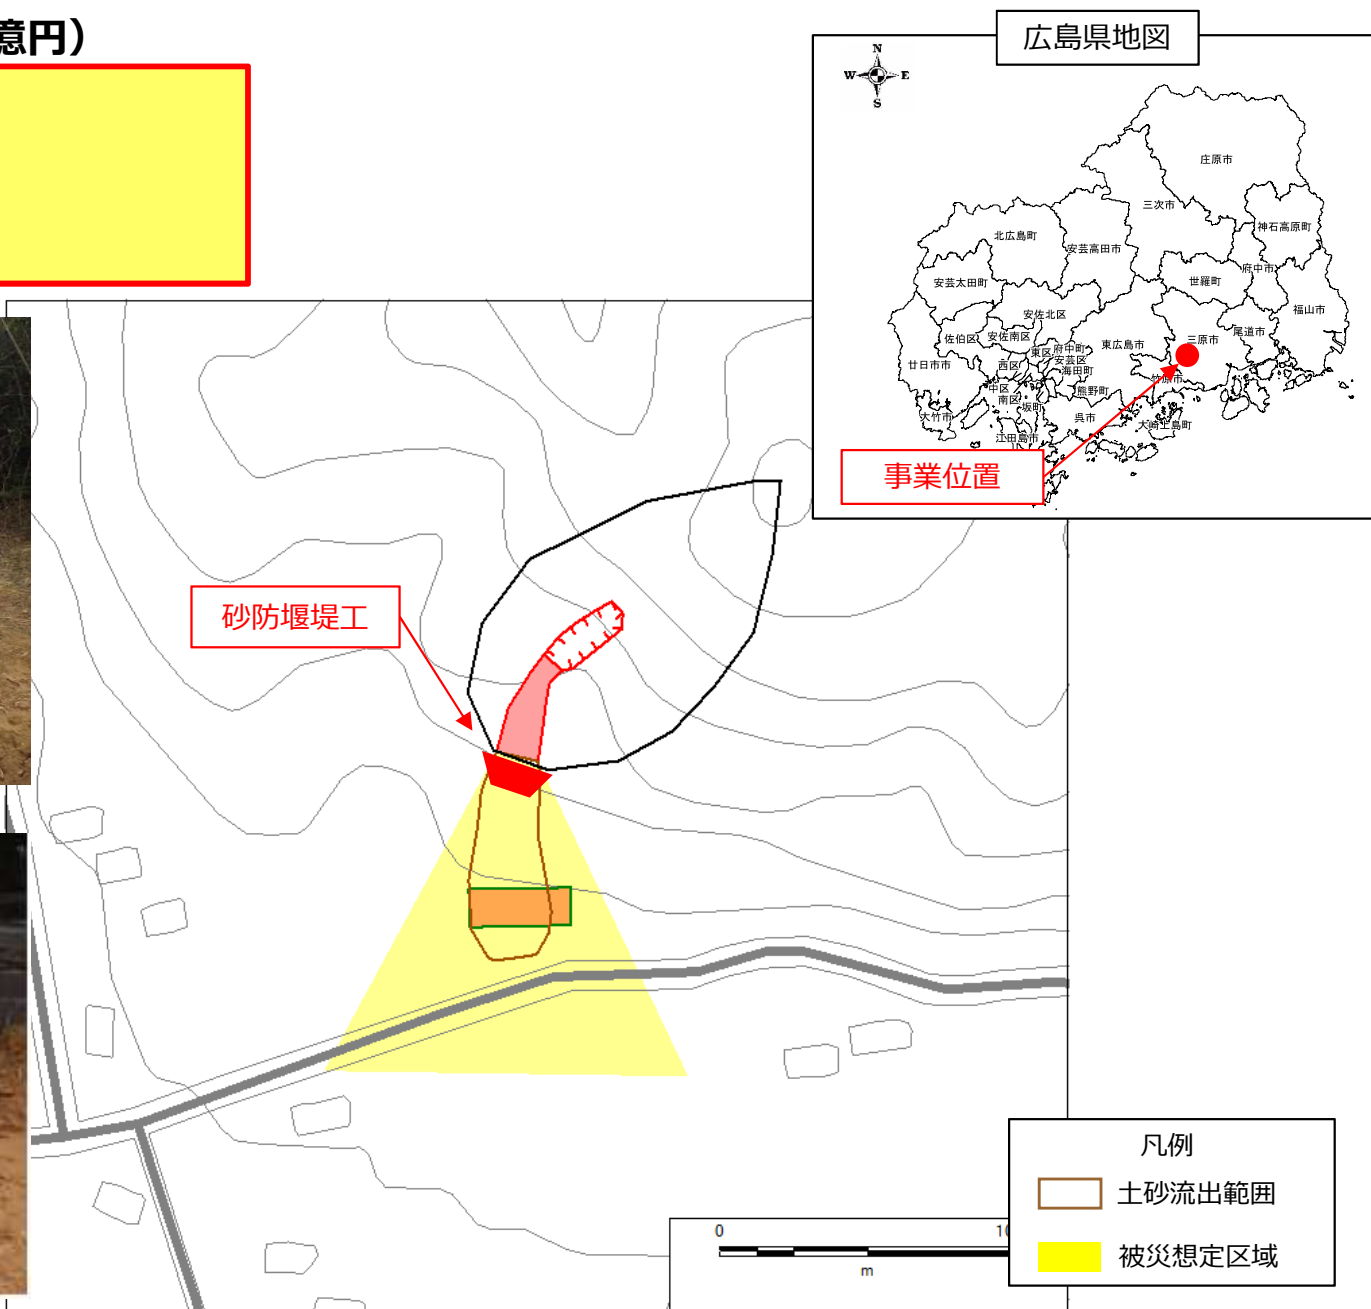 億円）
広島県地図
N
W E
S
庄原市
三次市
神石高原町
北広島町
安芸高田市
府中市
世羅町
安芸太田町
福山市
安佐北区
尾道市
佐伯区
安佐南区
三原市
東広島市
東区
府中町
安芸区
西区
廿日市市
海田町
竹原市
中区
熊野町
南区
坂町
大竹市
呉市
大崎上島町
江田島市
事業位置
砂防堰堤工
凡例
土砂流出範囲
被災想定区域
0 10
m